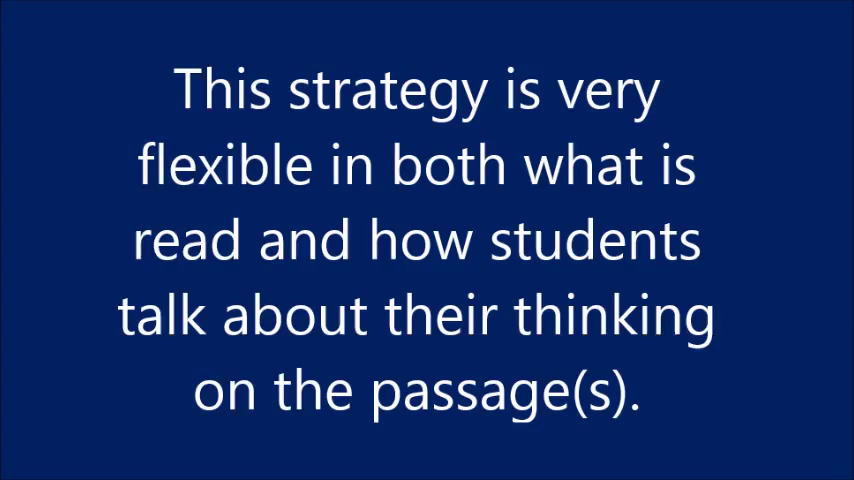 This strategy is very
flexible in both what is
read and how students
talk about their thinking
on the passage(s).